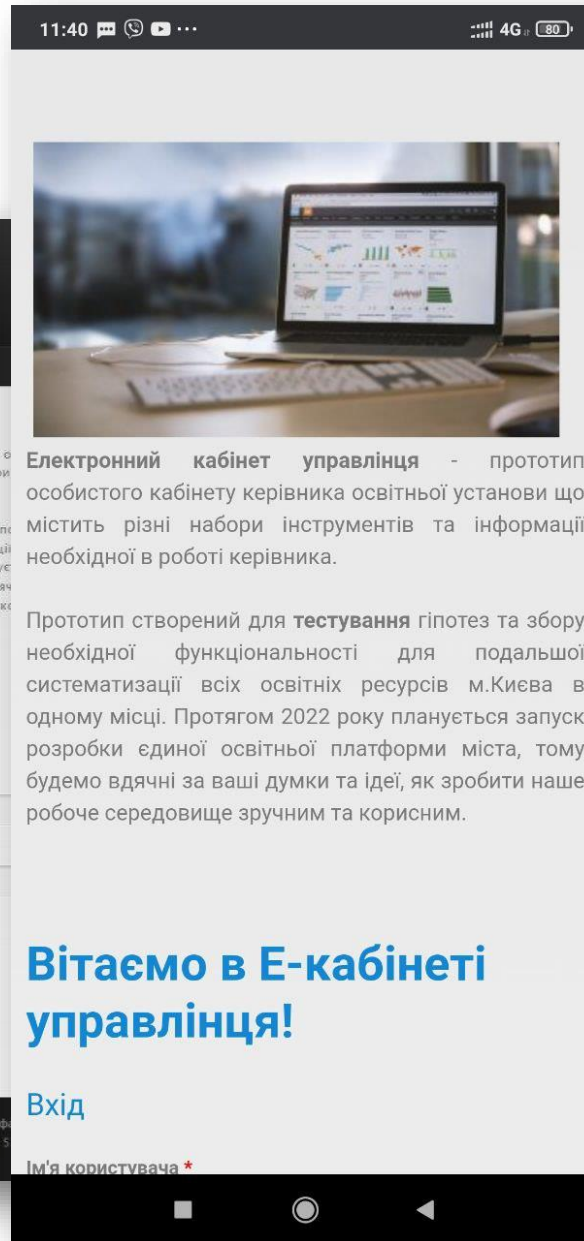 11:40
4G
80
Електронний кабінет управлінця - прототип
особистого кабінету керівника освітньої установи що
містить різні набори інструментів та інформації
необхідної в роботі керівника.
Прототип створений для тестування гіпотез та збору
необхідної функціональності для подальшої
систематизації всіх освітніх ресурсів м.Києва в
одному місці. Протягом 2022 року планується запуск
розробки єдиної освітньої платформи міста, тому
будемо вдячні за ваші думки та ідеї, як зробити наше
робоче середовище зручним та корисним.
Вітаємо в Е-кабінеті
управлінця!
Вхід
Ім'я користувача *